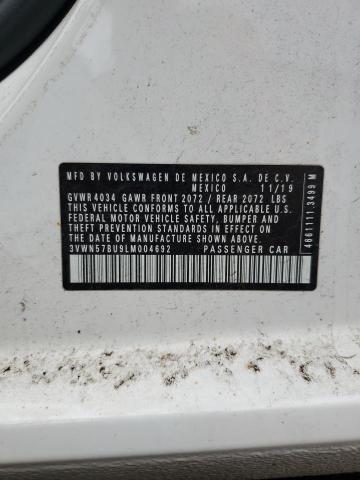 MFD BY VOLKSWAGEN DE MEXICO S.A. DE C.V.
MEXICO 11/19
GVWR4034 GAWR FRONT 2072 / REAR 2072 LBS
THIS VEHICLE CONFORMS TO ALL APPLICABLE U.S.
FEDERAL MOTOR VEHICLE SAFETY, BUMPER AND
THEFT PREVENTION STANDARDS IN EFFECT ON THE
DATE OF MANUFACTURE SHOWN ABOVE.
3VWN57BU9LM004692 PASSENGER CAR
4661111.3499 M